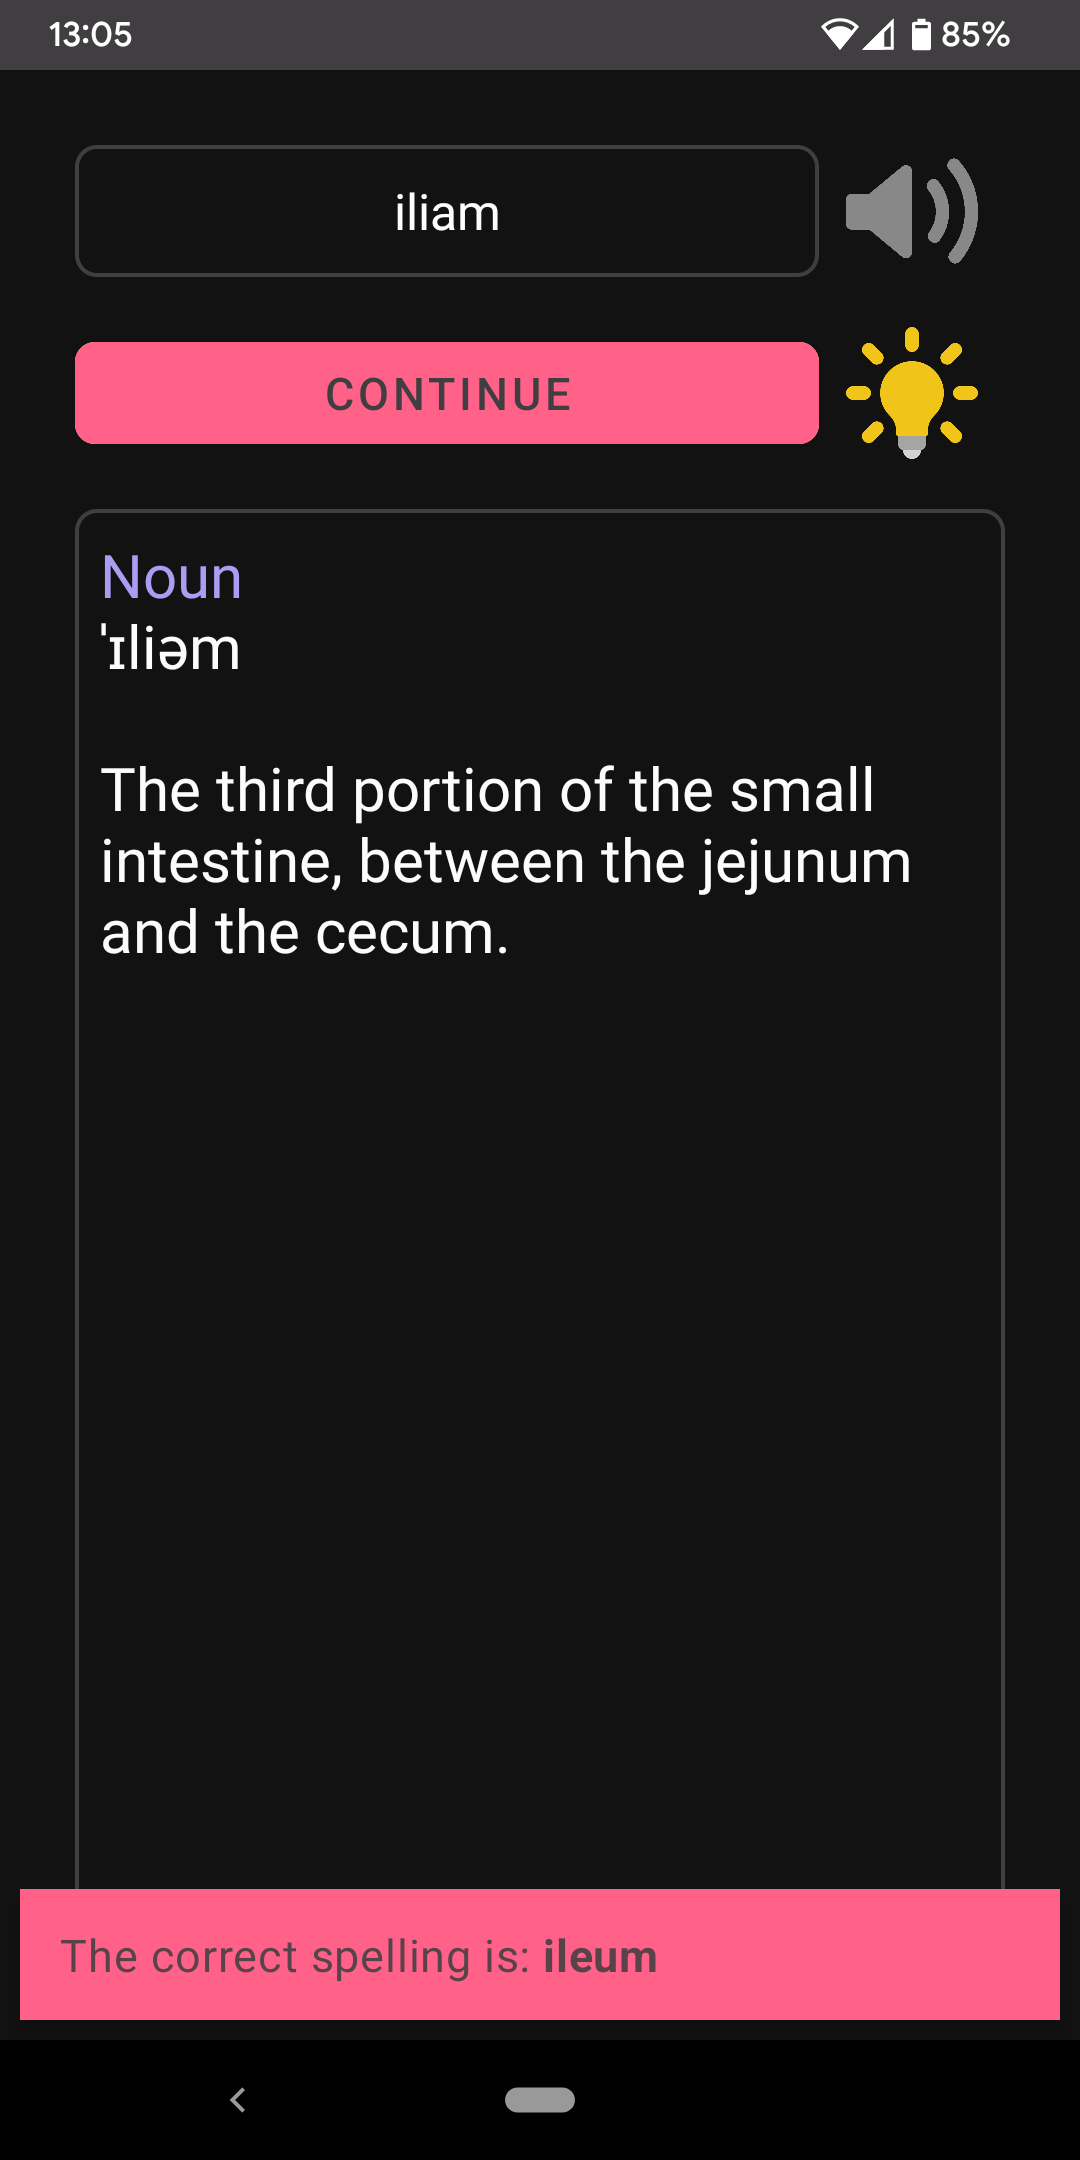 13:05
85%
iliam
CONTINUE
Noun
ˈɪliəm
The third portion of the small
intestine, between the jejunum
and the cecum.
The correct spelling is: ileum